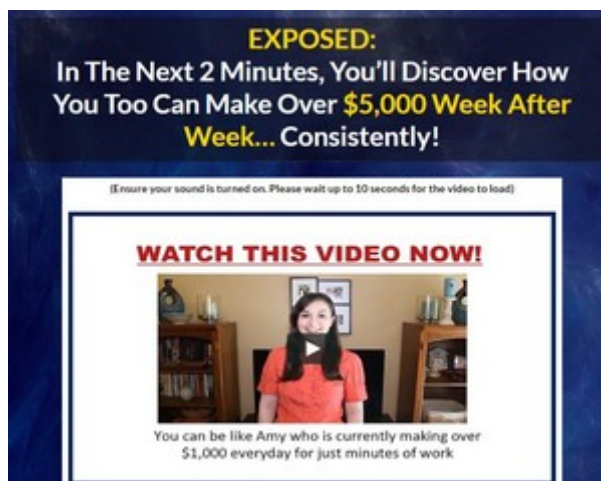 EXPOSED:
In The Next 2 Minutes, You'll Discover How
You Too Can Make Over $5,000 Week After
Week... Consistently!
(Ensure your sound is turned on. Please wait up to 10 seconds for the video to load)
WATCH THIS VIDEO NOW!
You can be like Amy who is currently making over
$1,000 everyday for just minutes of work